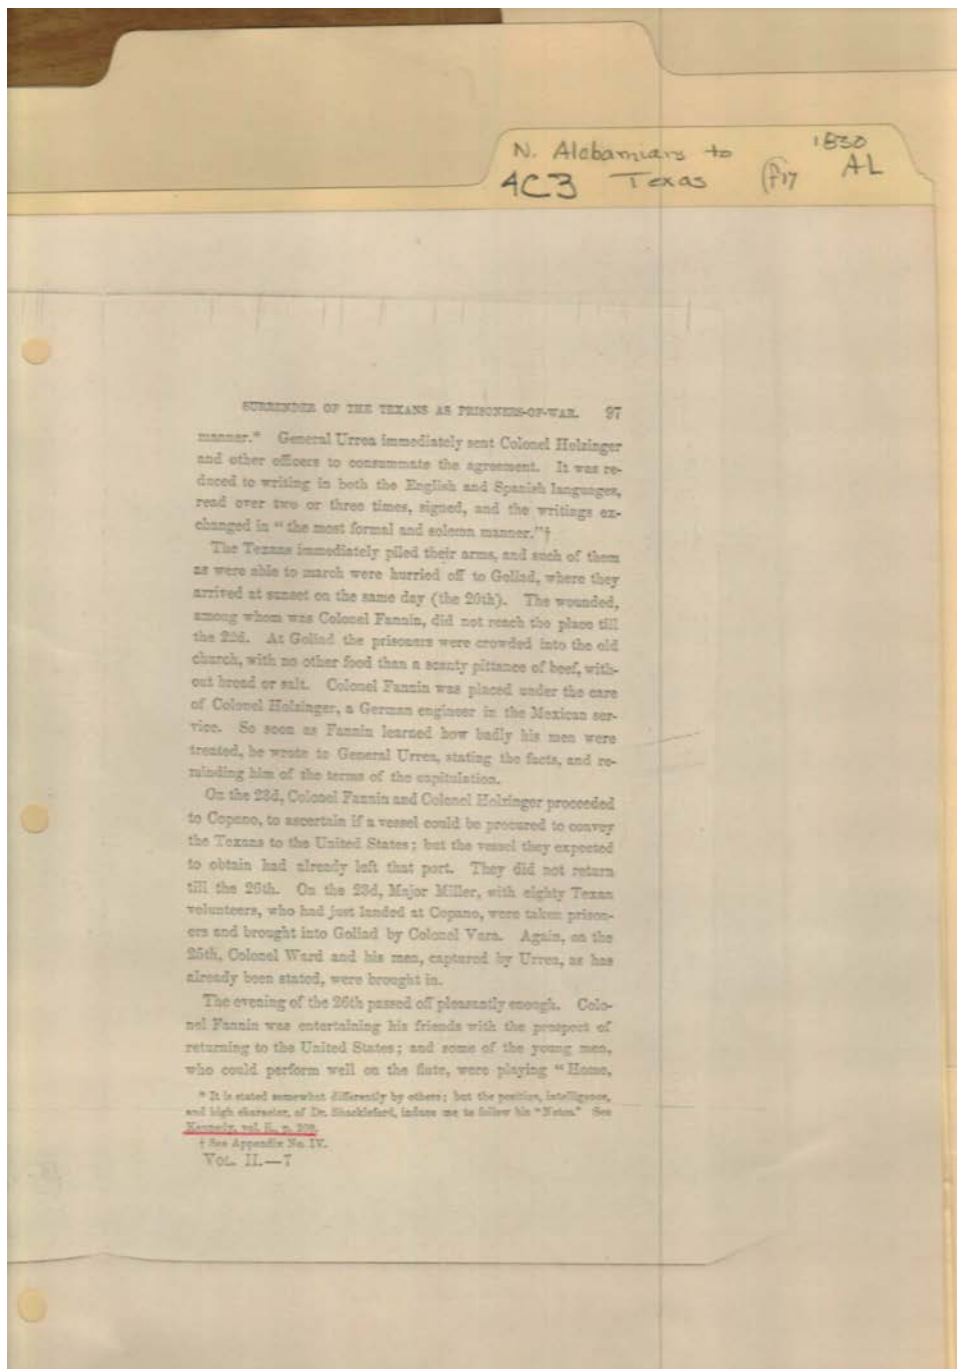 N. Alabamians to 1830
4C3 Texas AL
SURRENDER OF THE TEXANS AS PRISONERS-OF-WAR. 97
manner.* General Urrea immediately sent Colonel Holzinger
and other officers to consummate the agreement. It was re-
duced to writing in both the English and Spanish languages,
read over two or three times, signed, and the writings ex-
changed in "the most formal and solemn manner."†
The Texans immediately piled their arms, and such of them
as were able to march were hurried off to Goliad, where they
arrived at sunset on the same day (the 20th). The wounded,
among whom was Colonel Fannin, did not reach the place till
the 22d. At Goliad the prisoners were crowded into the old
church, with no other food than a scanty pittance of beef, with-
out bread or salt. Colonel Fannin was placed under the care
of Colonel Holzinger, a German engineer in the Mexican ser-
vice. So soon as Fannin learned how badly his men were
treated, he wrote to General Urrea, stating the facts, and re-
minding him of the terms of the capitulation.
On the 23d, Colonel Fannin and Colonel Holzinger proceeded
to Copano, to ascertain if a vessel could be procured to convey
the Texans to the United States; but the vessel they expected
to obtain had already left that port. They did not return
till the 26th. On the 23d, Major Miller, with eighty Texan
volunteers, who had just landed at Copano, were taken prison-
ers and brought into Goliad by Colonel Vara. Again, on the
25th, Colonel Ward and his men, captured by Urrea, as has
already been stated, were brought in.
The evening of the 26th passed off pleasantly enough. Colo-
nel Fannin was entertaining his friends with the prospect of
returning to the United States; and some of the young men,
who could perform well on the flute, were playing "Home,
* It is stated somewhat differently by others; but the position, intelligence,
and high character, of Dr. Shackleford, induce me to follow his "Notes." See
Kennedy, vol. ii., p.
† See Appendix No. IV.
VOL. II.—7